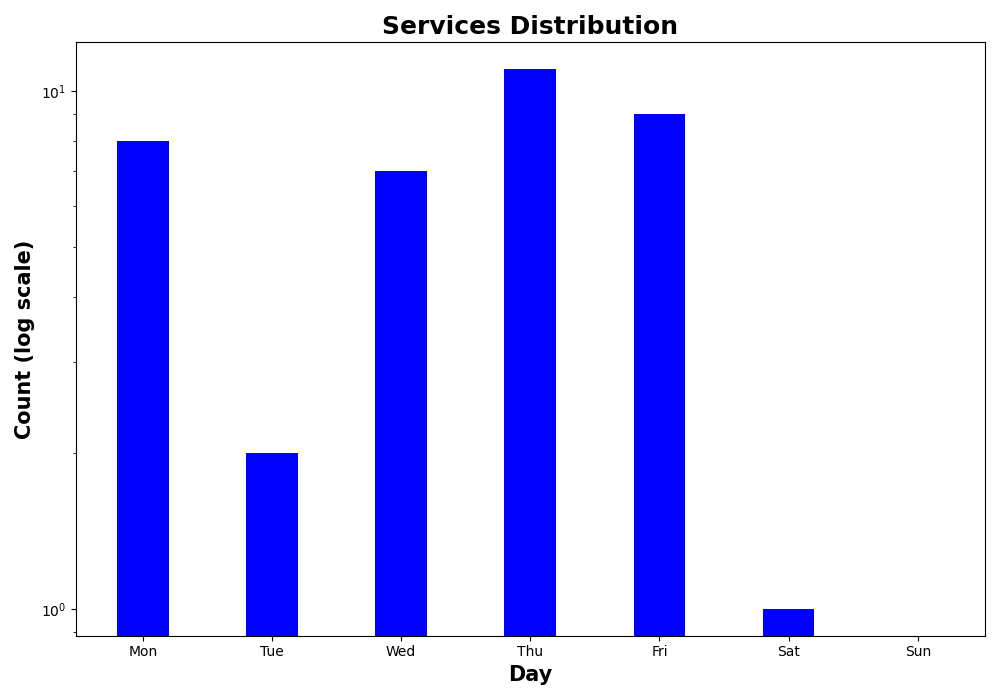 Services Distribution
Count (log scale)
10¹
10⁰
Mon Tue Wed Thu Fri Sat Sun
Day